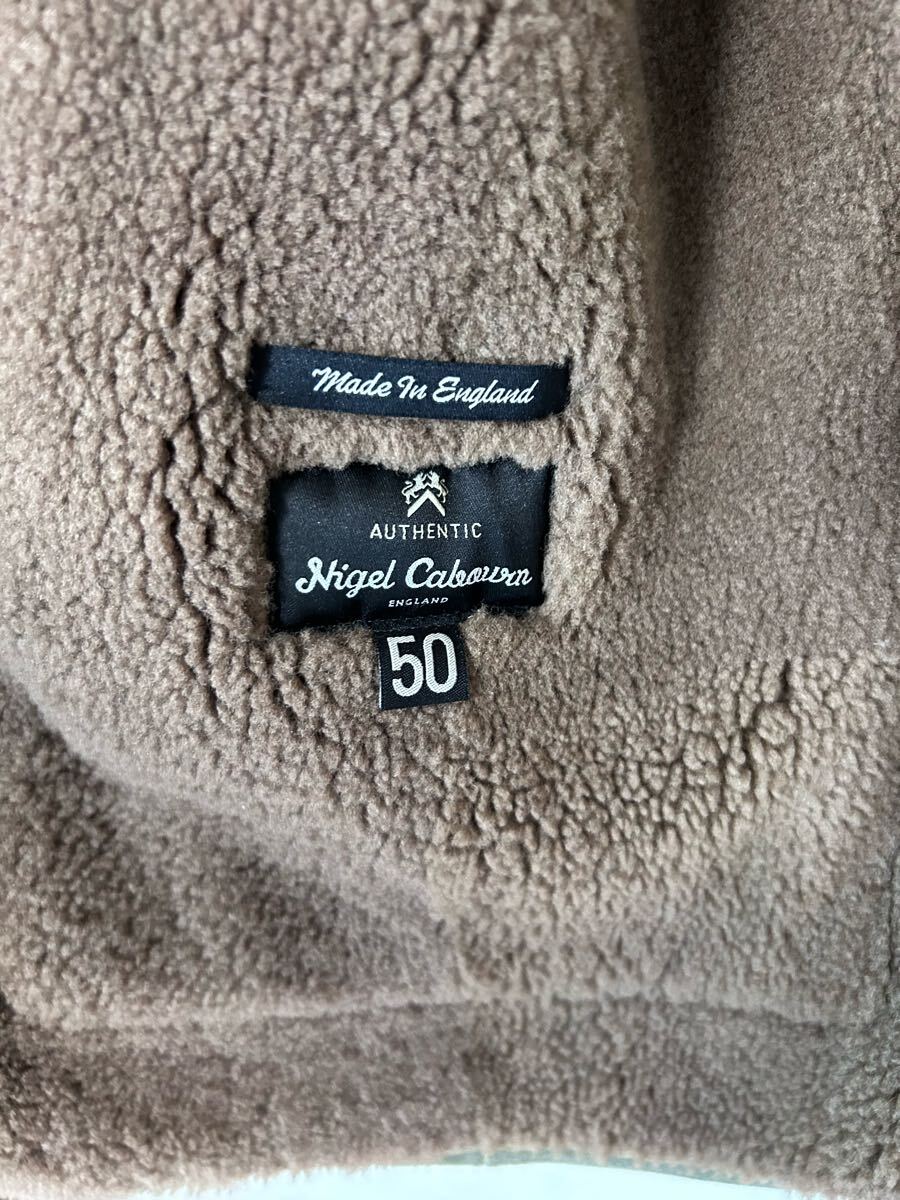 Made In England
AUTHENTIC
Nigel Cabourn
ENGLAND
50